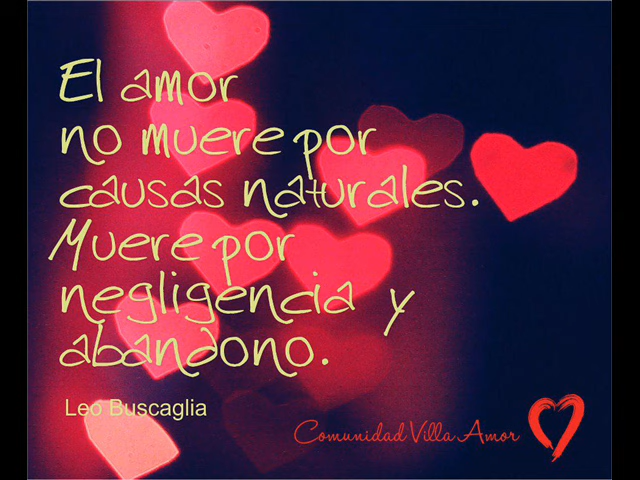 El amor
no muere por
causas naturales.
Muere por
negligencia y
abandono.
Leo Buscaglia
Comunidad Villa Amor